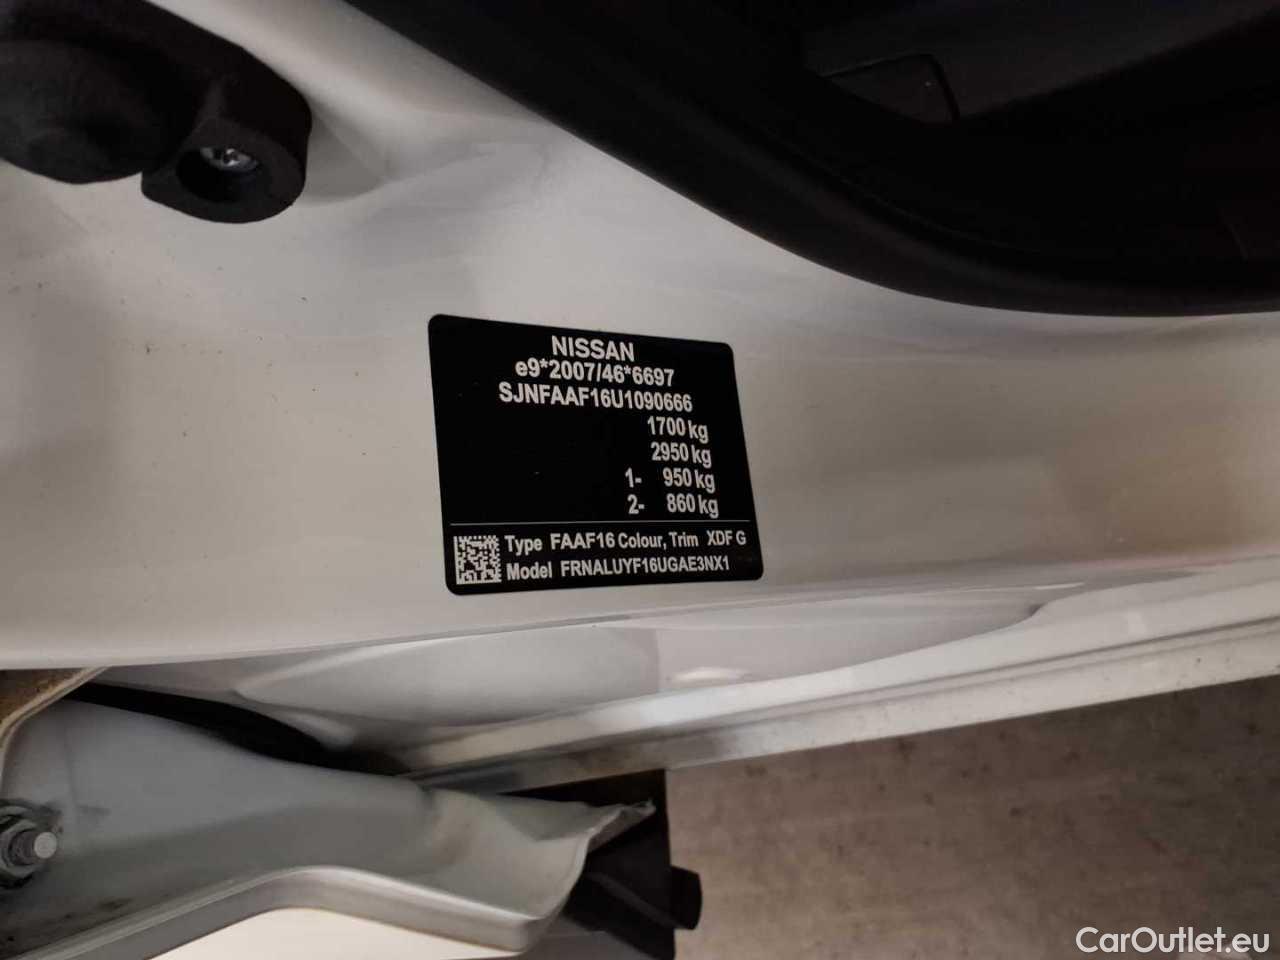 NISSAN
e9*2007/46*6697
SJNFAAF16U1090666
1700 kg
2950 kg
1- 950 kg
2- 860 kg
Type FAAF16 Colour, Trim XDF G
Model FRNALUYF16UGAE3NX1
CarOutlet.eu